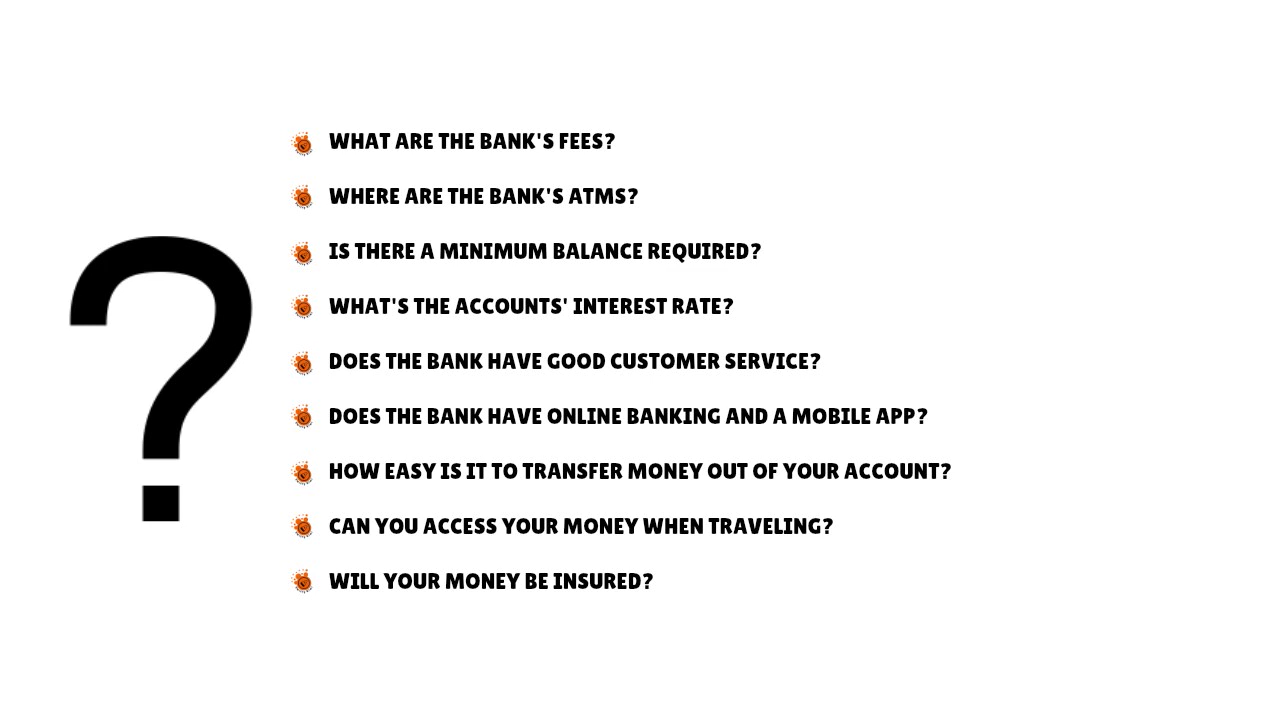 ?
WHAT ARE THE BANK'S FEES?
WHERE ARE THE BANK'S ATMS?
IS THERE A MINIMUM BALANCE REQUIRED?
WHAT'S THE ACCOUNTS' INTEREST RATE?
DOES THE BANK HAVE GOOD CUSTOMER SERVICE?
DOES THE BANK HAVE ONLINE BANKING AND A MOBILE APP?
HOW EASY IS IT TO TRANSFER MONEY OUT OF YOUR ACCOUNT?
CAN YOU ACCESS YOUR MONEY WHEN TRAVELING?
WILL YOUR MONEY BE INSURED?